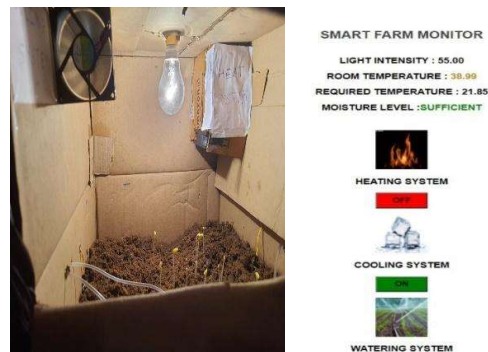 HEAT
SMART FARM MONITOR
LIGHT INTENSITY : 55.00
ROOM TEMPERATURE : 38.99
REQUIRED TEMPERATURE : 21.85
MOISTURE LEVEL :SUFFICIENT
HEATING SYSTEM
OFF
COOLING SYSTEM
ON
WATERING SYSTEM